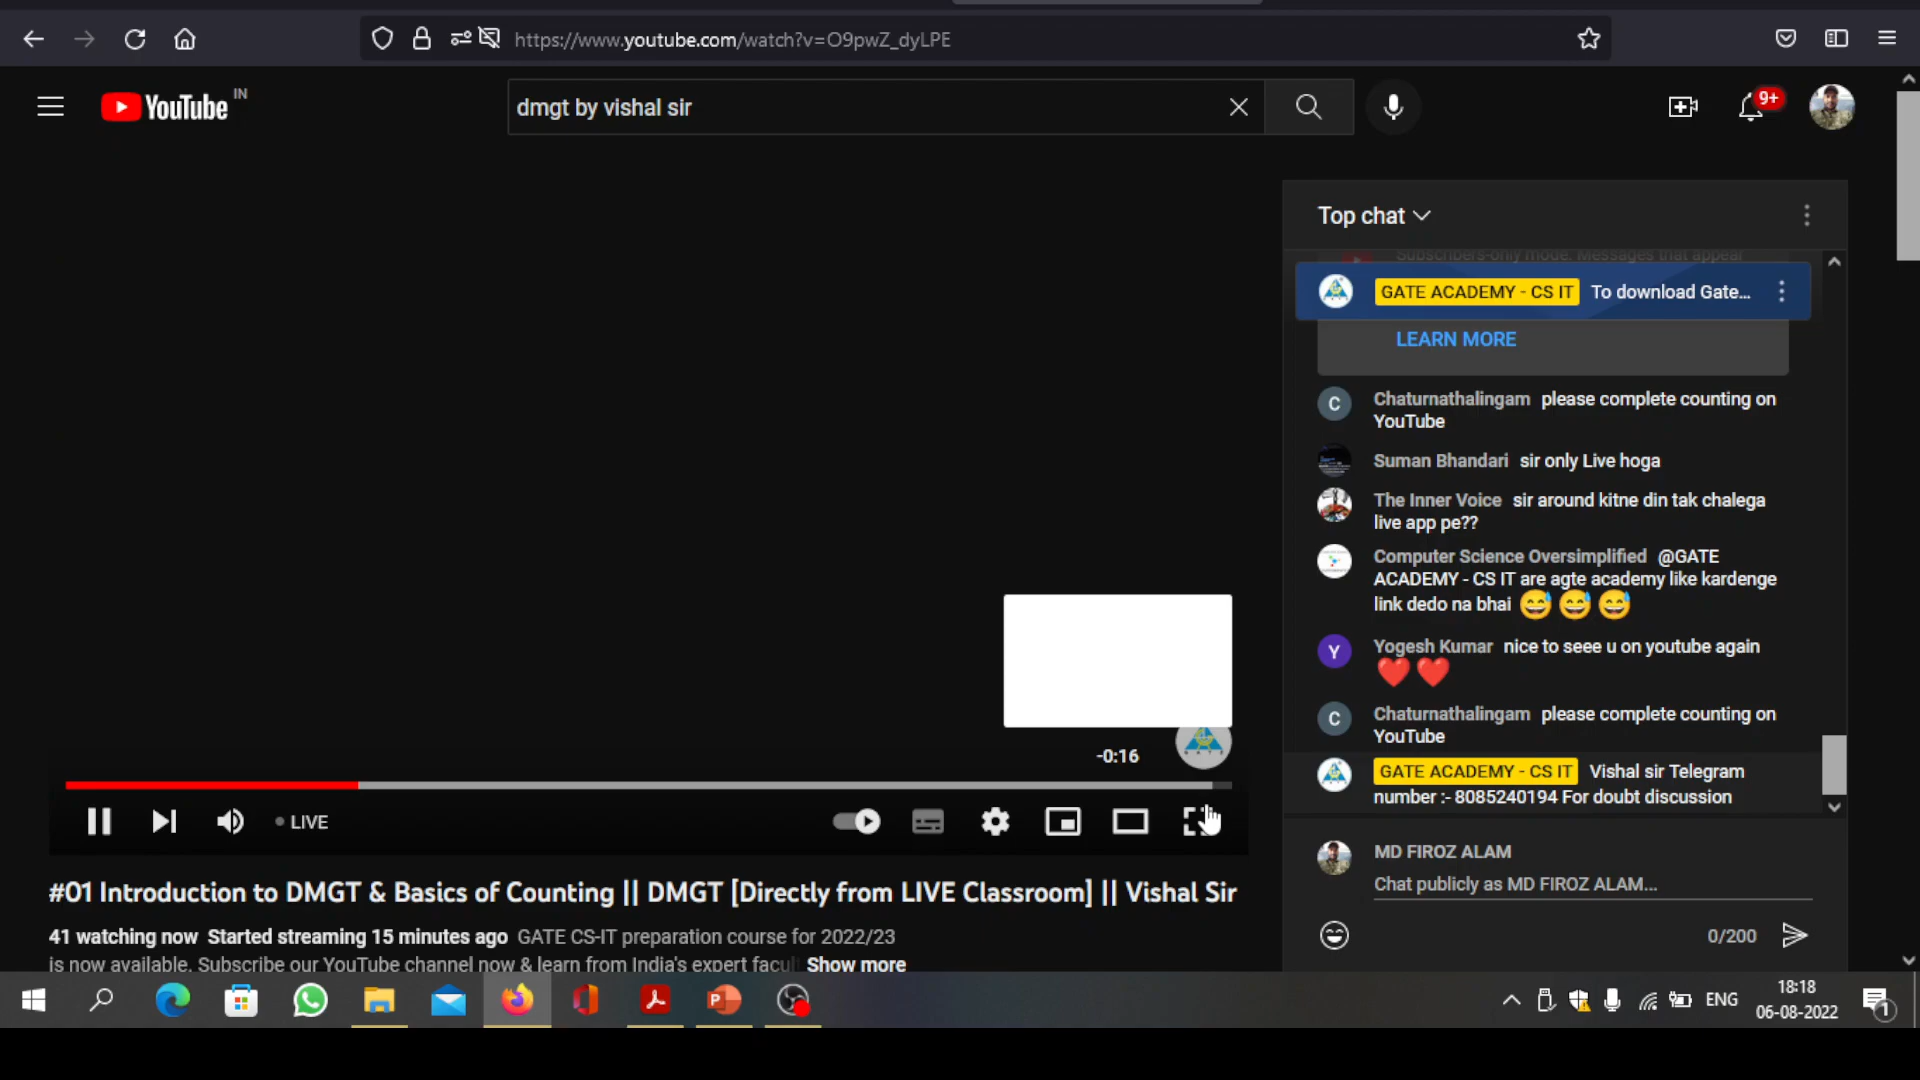 https://www.youtube.com/watch?v=O9pwZ_dyLPE
YouTube IN
dmgt by vishal sir
9+
Top chat
Subscribers-only mode. Messages that appear
GATE ACADEMY - CS IT To download Gate...
LEARN MORE
C Chaturnathalingam please complete counting on
YouTube
Suman Bhandari sir only Live hoga
The Inner Voice sir around kitne din tak chalega
live app pe??
Computer Science Oversimplified @GATE
ACADEMY - CS IT are agte academy like kardenge
link dedo na bhai 😅 😅 😅
Y Yogesh Kumar nice to seee u on youtube again
❤️ ❤️
C Chaturnathalingam please complete counting on
YouTube
GATE ACADEMY - CS IT Vishal sir Telegram
number :- 8085240194 For doubt discussion
-0:16
LIVE
MD FIROZ ALAM
Chat publicly as MD FIROZ ALAM...
0/200
#01 Introduction to DMGT & Basics of Counting || DMGT [Directly from LIVE Classroom] || Vishal Sir
41 watching now Started streaming 15 minutes ago GATE CS-IT preparation course for 2022/23
is now available. Subscribe our YouTube channel now & learn from India's expert facul Show more
ENG
18:18
06-08-2022
1